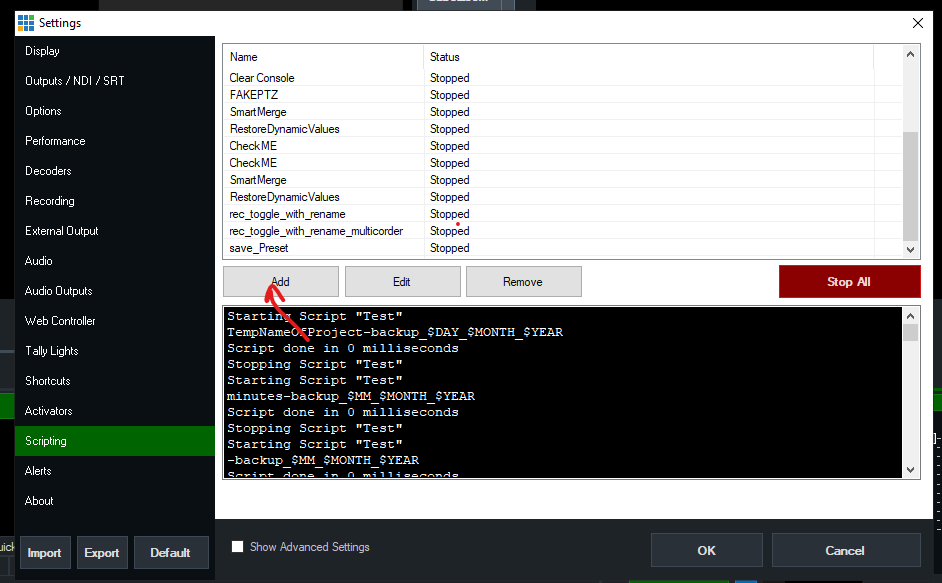 Settings
Display
Outputs / NDI / SRT
Options
Performance
Decoders
Recording
External Output
Audio
Audio Outputs
Web Controller
Tally Lights
Shortcuts
Activators
Scripting
Alerts
About
Import Export Default
Name Status
Clear Console Stopped
FAKEPTZ Stopped
SmartMerge Stopped
RestoreDynamicValues Stopped
CheckME Stopped
CheckME Stopped
SmartMerge Stopped
RestoreDynamicValues Stopped
rec_toggle_with_rename Stopped
rec_toggle_with_rename_multicorder Stopped
save_Preset Stopped
Add Edit Remove Stop All
Starting Script "Test"
TempNameOfProject-backup_$DAY_$MONTH_$YEAR
Script done in 0 milliseconds
Stopping Script "Test"
Starting Script "Test"
minutes-backup_$MM_$MONTH_$YEAR
Script done in 0 milliseconds
Stopping Script "Test"
Starting Script "Test"
-backup_$MM_$MONTH_$YEAR
Script done in 0 milliseconds
Show Advanced Settings
OK Cancel